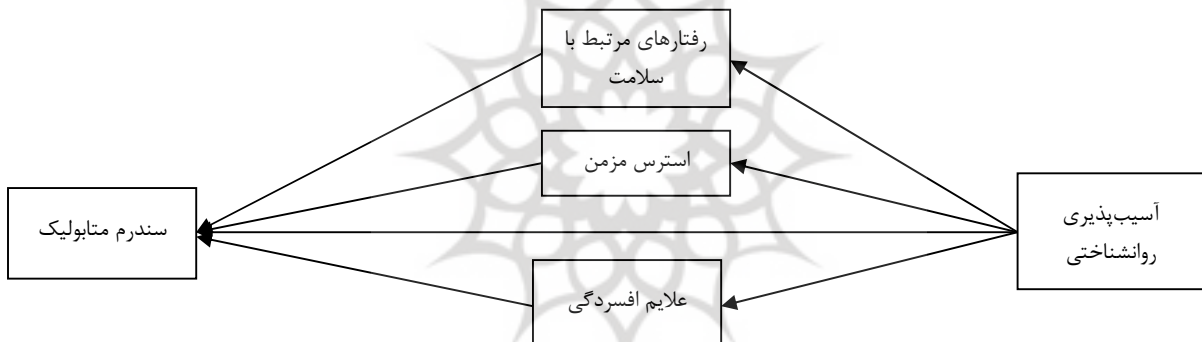 رفتارهای مرتبط با
سلامت
استرس مزمن
آسیب‌پذیری
روانشناختی
سندرم متابولیک
علایم افسردگی